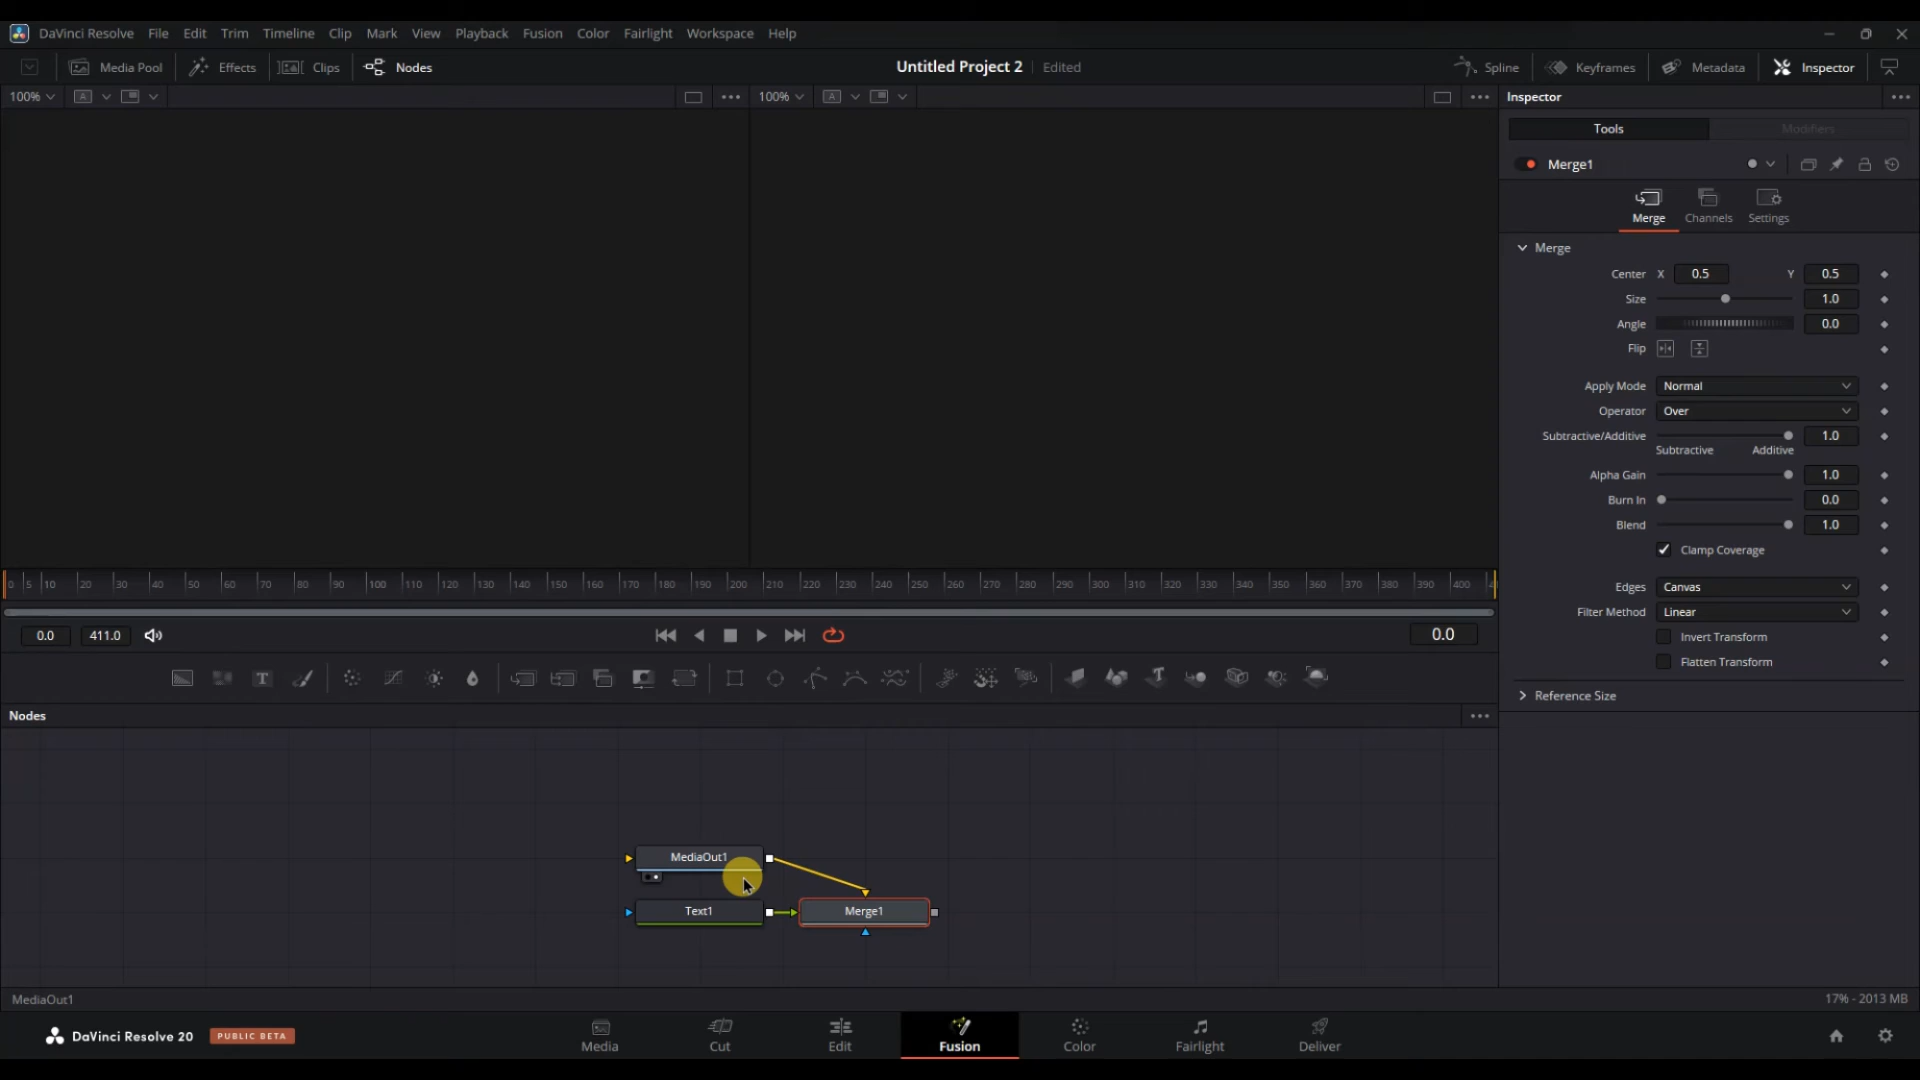 DaVinci Resolve File Edit Trim Timeline Clip Mark View Playback Fusion Color Fairlight Workspace Help
Media Pool Effects Clips Nodes Untitled Project 2 Edited Spline Keyframes Metadata Inspector
100% A 100% A Inspector
Tools Modifiers
Merge1
Merge Channels Settings
Merge
Center X 0.5 Y 0.5
Size 1.0
Angle 0.0
Flip
Apply Mode Normal
Operator Over
Subtractive/Additive 1.0
Subtractive Additive
Alpha Gain 1.0
Burn In 0.0
Blend 1.0
Clamp Coverage
0 5 10 20 30 40 50 60 70 80 90 100 110 120 130 140 150 160 170 180 190 200 210 220 230 240 250 260 270 280 290 300 310 320 330 340 350 360 370 380 390 400
Edges Canvas
Filter Method Linear
0.0 411.0 0.0
Invert Transform
Flatten Transform
T T
Reference Size
Nodes
MediaOut1
Text1 Merge1
MediaOut1 17% - 2013 MB
DaVinci Resolve 20 PUBLIC BETA Media Cut Edit Fusion Color Fairlight Deliver